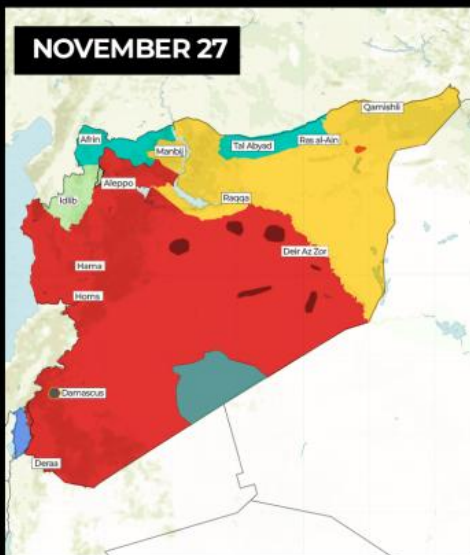 NOVEMBER 27
Qamishli
Afrin
Ras al-Ain
Tal Abyad
Manbij
Aleppo
Idlib
Raqqa
Deir Az Zor
Hama
Homs
Damascus
Deraa